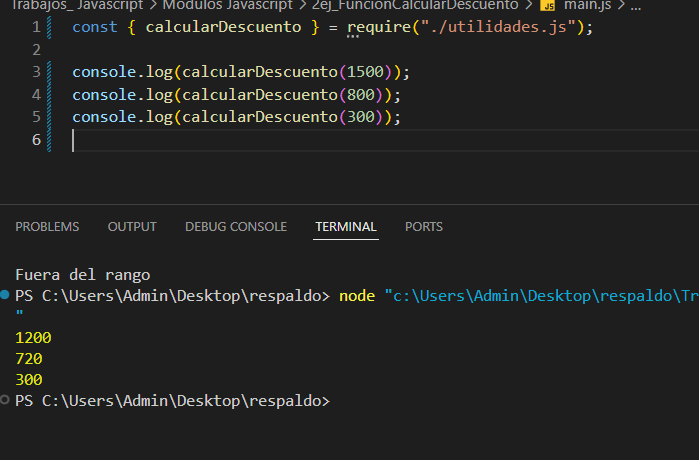 Trabajos_ Javascript > Modulos Javascript > 2ej_FuncionCalcularDescuento > JS main.js > ...
1 const { calcularDescuento } = require("./utilidades.js");
2
3 console.log(calcularDescuento(1500));
4 console.log(calcularDescuento(800));
5 console.log(calcularDescuento(300));
6
PROBLEMS OUTPUT DEBUG CONSOLE TERMINAL PORTS
Fuera del rango
PS C:\Users\Admin\Desktop\respaldo> node "c:\Users\Admin\Desktop\respaldo\Tr
"
1200
720
300
PS C:\Users\Admin\Desktop\respaldo>